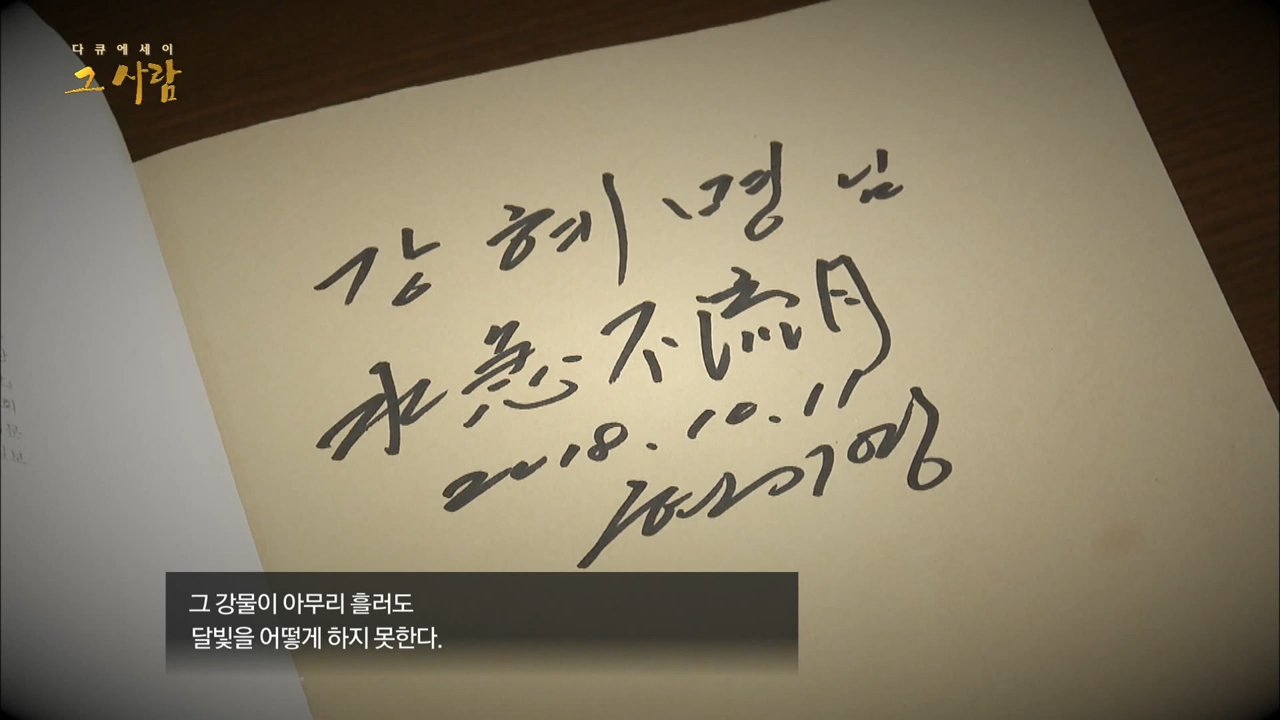 다큐에세이
그 사람
강혜명 님
水急不流月
2018.10.11
그 강물이 아무리 흘러도
달빛을 어떻게 하지 못한다.